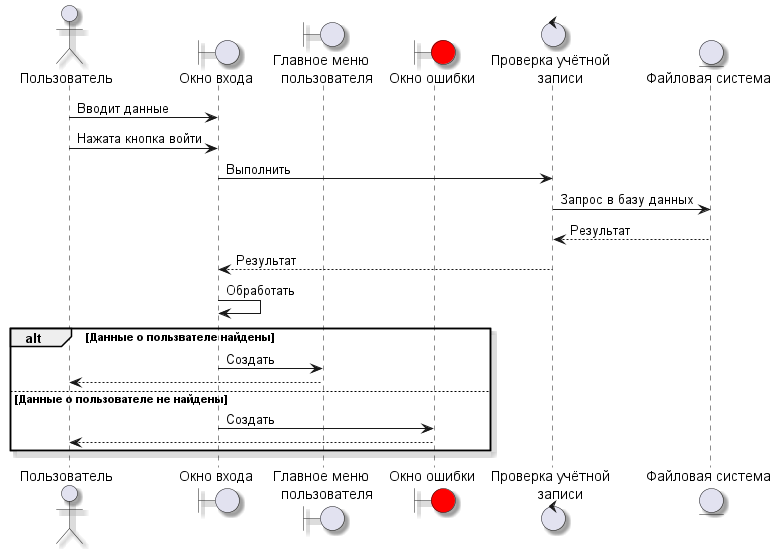 Пользователь
Окно входа
Главное меню
пользователя
Окно ошибки
Проверка учётной
записи
Файловая система
Вводит данные
Нажата кнопка войти
Выполнить
Запрос в базу данных
Результат
Результат
Обработать
alt [Данные о пользвателе найдены]
Создать
[Данные о пользователе не найдены]
Создать
Пользователь
Окно входа
Главное меню
пользователя
Окно ошибки
Проверка учётной
записи
Файловая система